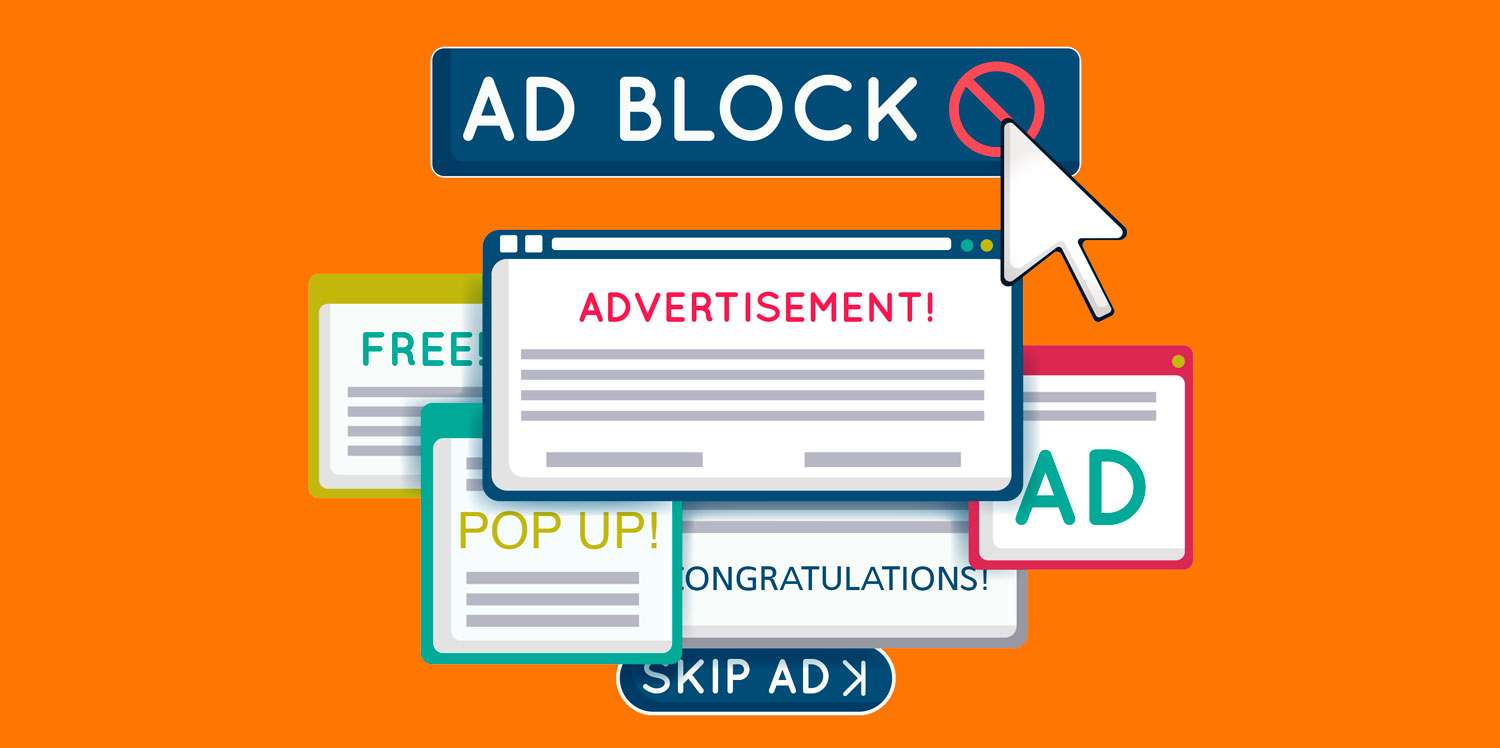 AD BLOCK
ADVERTISEMENT!
FREE!
AD
POP UP!
CONGRATULATIONS!
SKIP AD